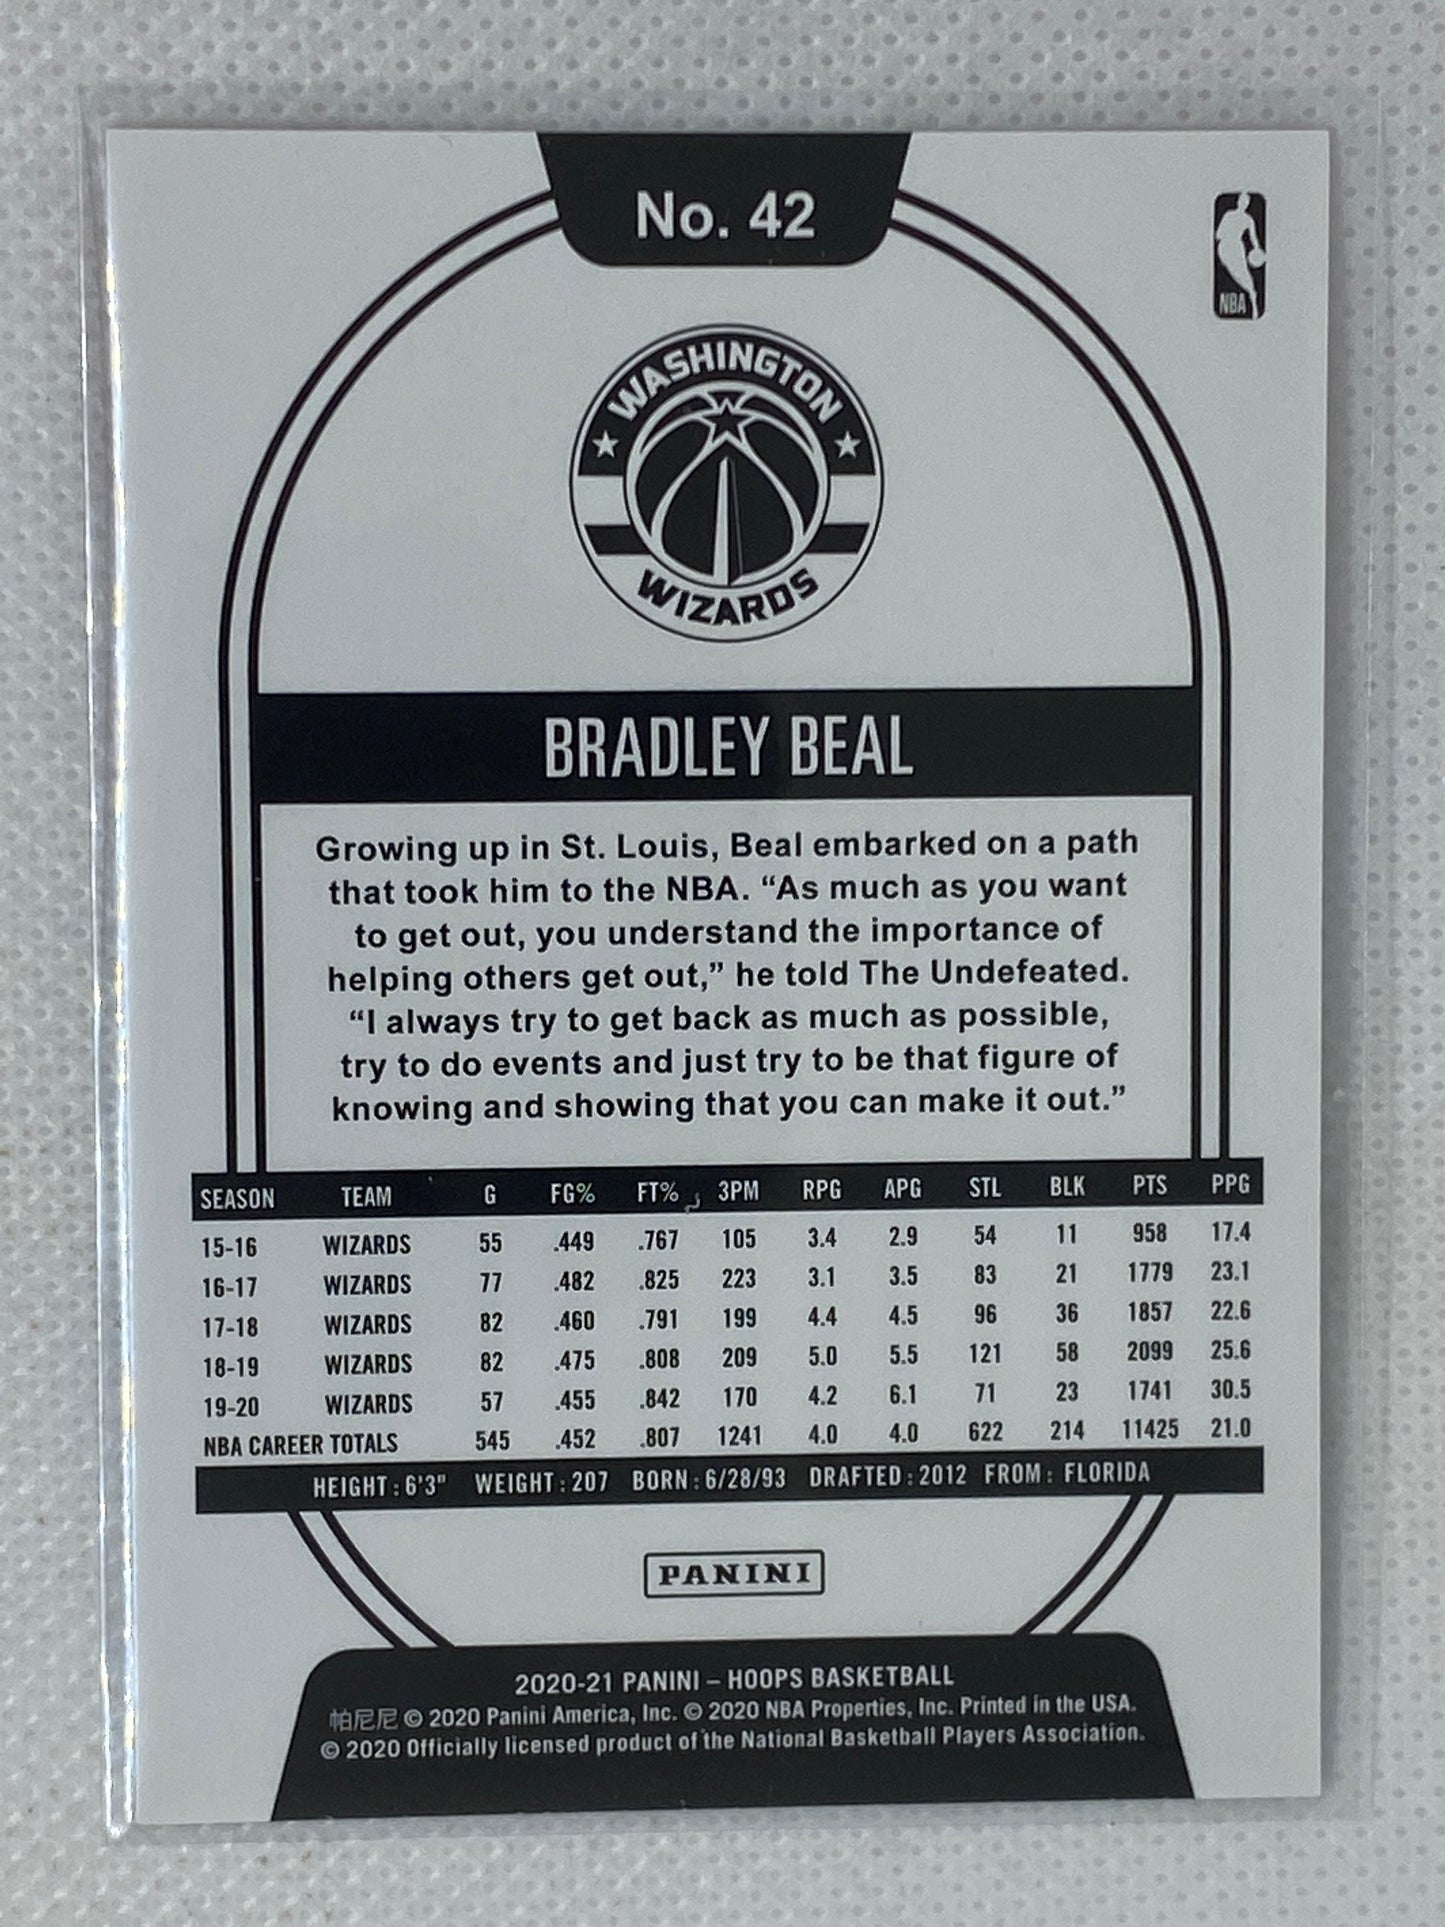 No. 42
NBA
WASHINGTON
WIZARDS
BRADLEY BEAL
Growing up in St. Louis, Beal embarked on a path
that took him to the NBA. “As much as you want
to get out, you understand the importance of
helping others get out,” he told The Undefeated.
“I always try to get back as much as possible,
try to do events and just try to be that figure of
knowing and showing that you can make it out.”
SEASON TEAM G FG% FT% 3PM RPG APG STL BLK PTS PPG
15-16 WIZARDS 55 .449 .767 105 3.4 2.9 54 11 958 17.4
16-17 WIZARDS 77 .482 .825 223 3.1 3.5 83 21 1779 23.1
17-18 WIZARDS 82 .460 .791 199 4.4 4.5 96 36 1857 22.6
18-19 WIZARDS 82 .475 .808 209 5.0 5.5 121 58 2099 25.6
19-20 WIZARDS 57 .455 .842 170 4.2 6.1 71 23 1741 30.5
NBA CAREER TOTALS 545 .452 .807 1241 4.0 4.0 622 214 11425 21.0
HEIGHT: 6'3" WEIGHT: 207 BORN: 6/28/93 DRAFTED: 2012 FROM: FLORIDA
PANINI
2020-21 PANINI – HOOPS BASKETBALL
帕尼尼 © 2020 Panini America, Inc. © 2020 NBA Properties, Inc. Printed in the USA.
© 2020 Officially licensed product of the National Basketball Players Association.